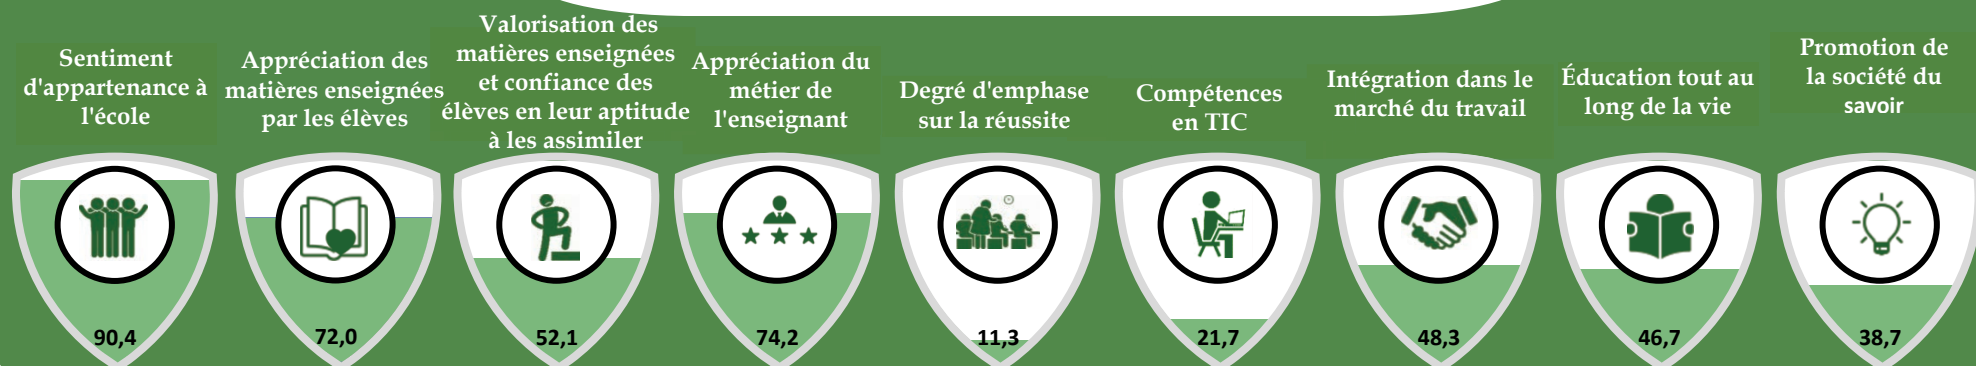 Sentiment
d'appartenance à
l'école
Appréciation des
matières enseignées
par les élèves
Valorisation des
matières enseignées
et confiance des
élèves en leur aptitude
à les assimiler
Appréciation du
métier de
l'enseignant
Degré d'emphase
sur la réussite
Compétences
en TIC
Intégration dans le
marché du travail
Éducation tout au
long de la vie
Promotion de
la société du
savoir
90,4
72,0
52,1
74,2
11,3
21,7
48,3
46,7
38,7